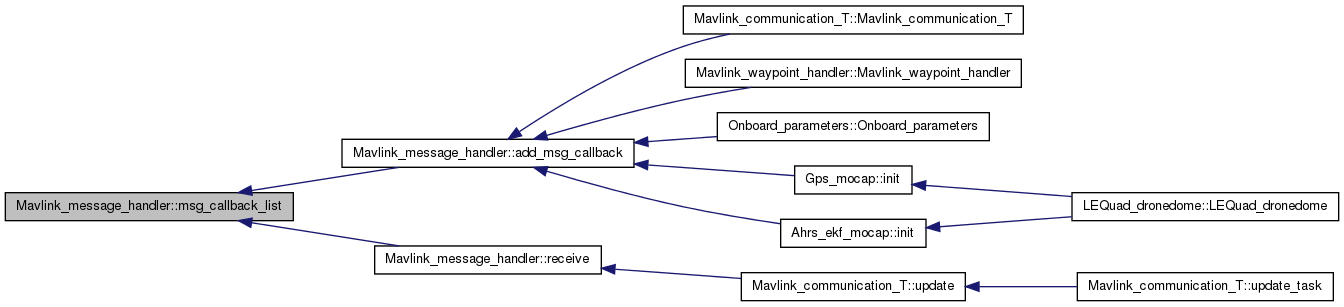 Mavlink_communication_T::Mavlink_communication_T
Mavlink_waypoint_handler::Mavlink_waypoint_handler
Onboard_parameters::Onboard_parameters
Mavlink_message_handler::add_msg_callback
Gps_mocap::init
Mavlink_message_handler::msg_callback_list
LEQuad_dronedome::LEQuad_dronedome
Ahrs_ekf_mocap::init
Mavlink_message_handler::receive
Mavlink_communication_T::update
Mavlink_communication_T::update_task